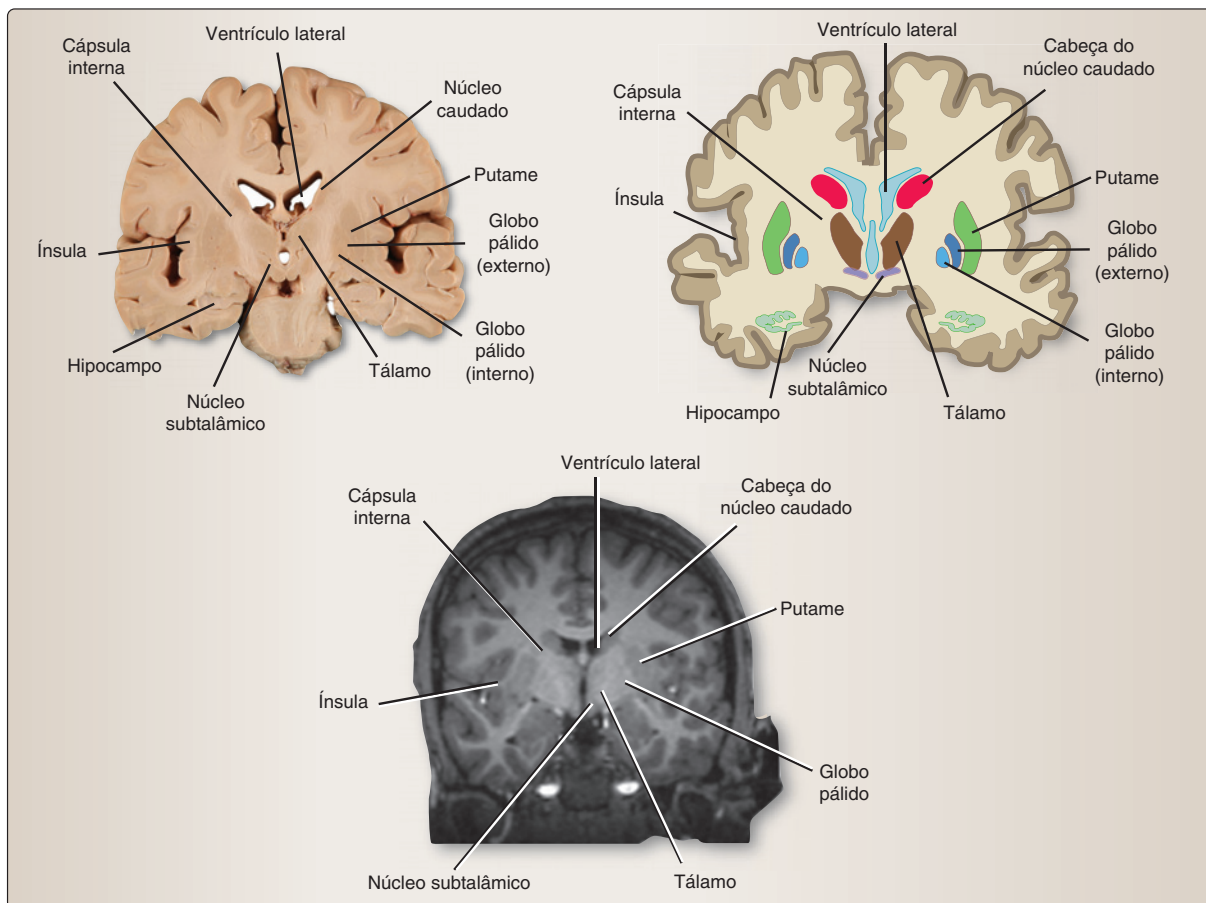 Ventrículo lateral
Cápsula
interna
Núcleo
caudado
Putame
Globo
pálido
(externo)
Ínsula
Globo
pálido
(interno)
Hipocampo
Tálamo
Núcleo
subtalâmico
Ventrículo lateral
Cabeça do
núcleo caudado
Cápsula
interna
Putame
Ínsula
Globo
pálido
(externo)
Globo
pálido
(interno)
Núcleo
subtalâmico
Hipocampo
Tálamo
Ventrículo lateral
Cápsula
interna
Cabeça do
núcleo caudado
Putame
Ínsula
Globo
pálido
Núcleo subtalâmico
Tálamo